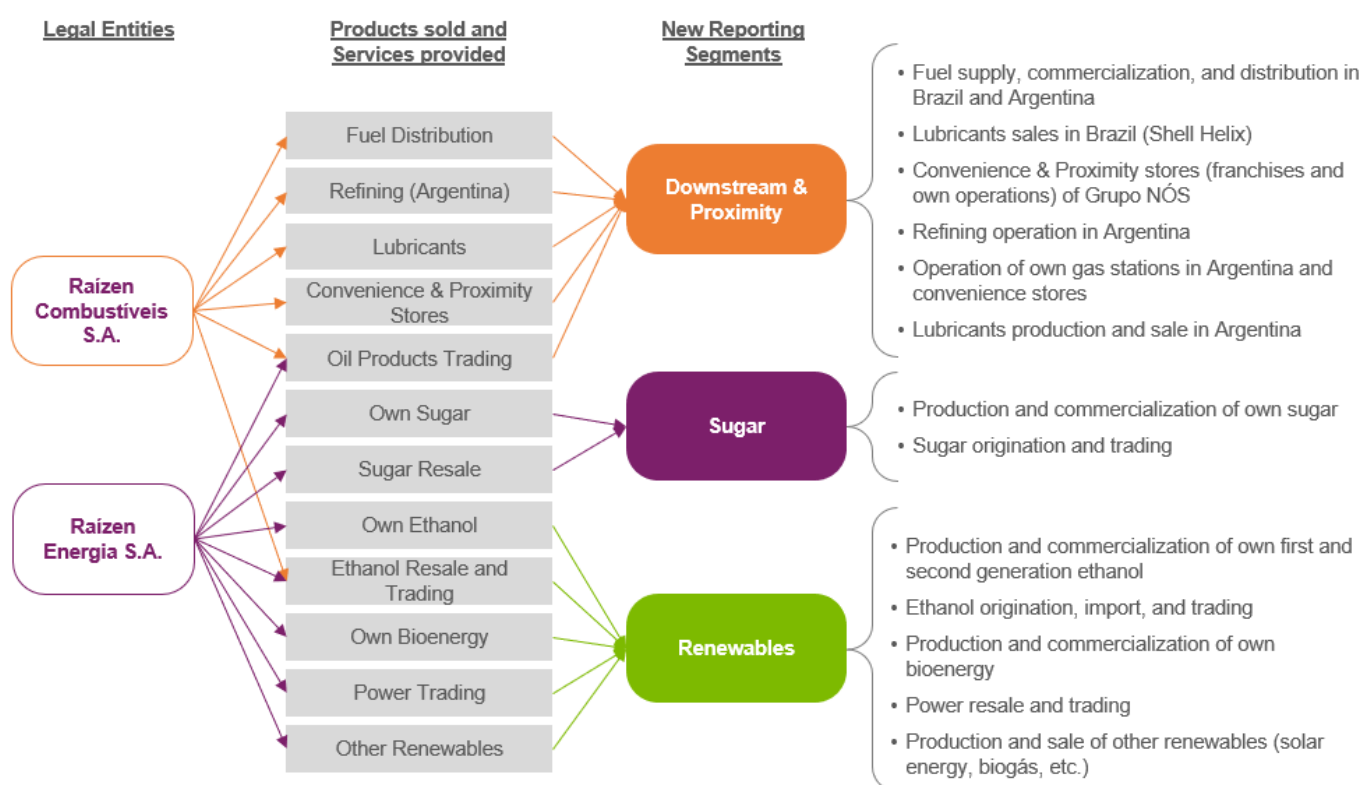 Legal Entities
Products sold and
Services provided
New Reporting
Segments
Raízen
Combustíveis
S.A.
Raízen
Energia S.A.
Fuel Distribution
Refining (Argentina)
Lubricants
Convenience & Proximity
Stores
Oil Products Trading
Own Sugar
Sugar Resale
Own Ethanol
Ethanol Resale and
Trading
Own Bioenergy
Power Trading
Other Renewables
Downstream &
Proximity
Sugar
Renewables
• Fuel supply, commercialization, and distribution in
Brazil and Argentina
• Lubricants sales in Brazil (Shell Helix)
• Convenience & Proximity stores (franchises and
own operations) of Grupo NÓS
• Refining operation in Argentina
• Operation of own gas stations in Argentina and
convenience stores
• Lubricants production and sale in Argentina
• Production and commercialization of own sugar
• Sugar origination and trading
• Production and commercialization of own first and
second generation ethanol
• Ethanol origination, import, and trading
• Production and commercialization of own
bioenergy
• Power resale and trading
• Production and sale of other renewables (solar
energy, biogás, etc.)